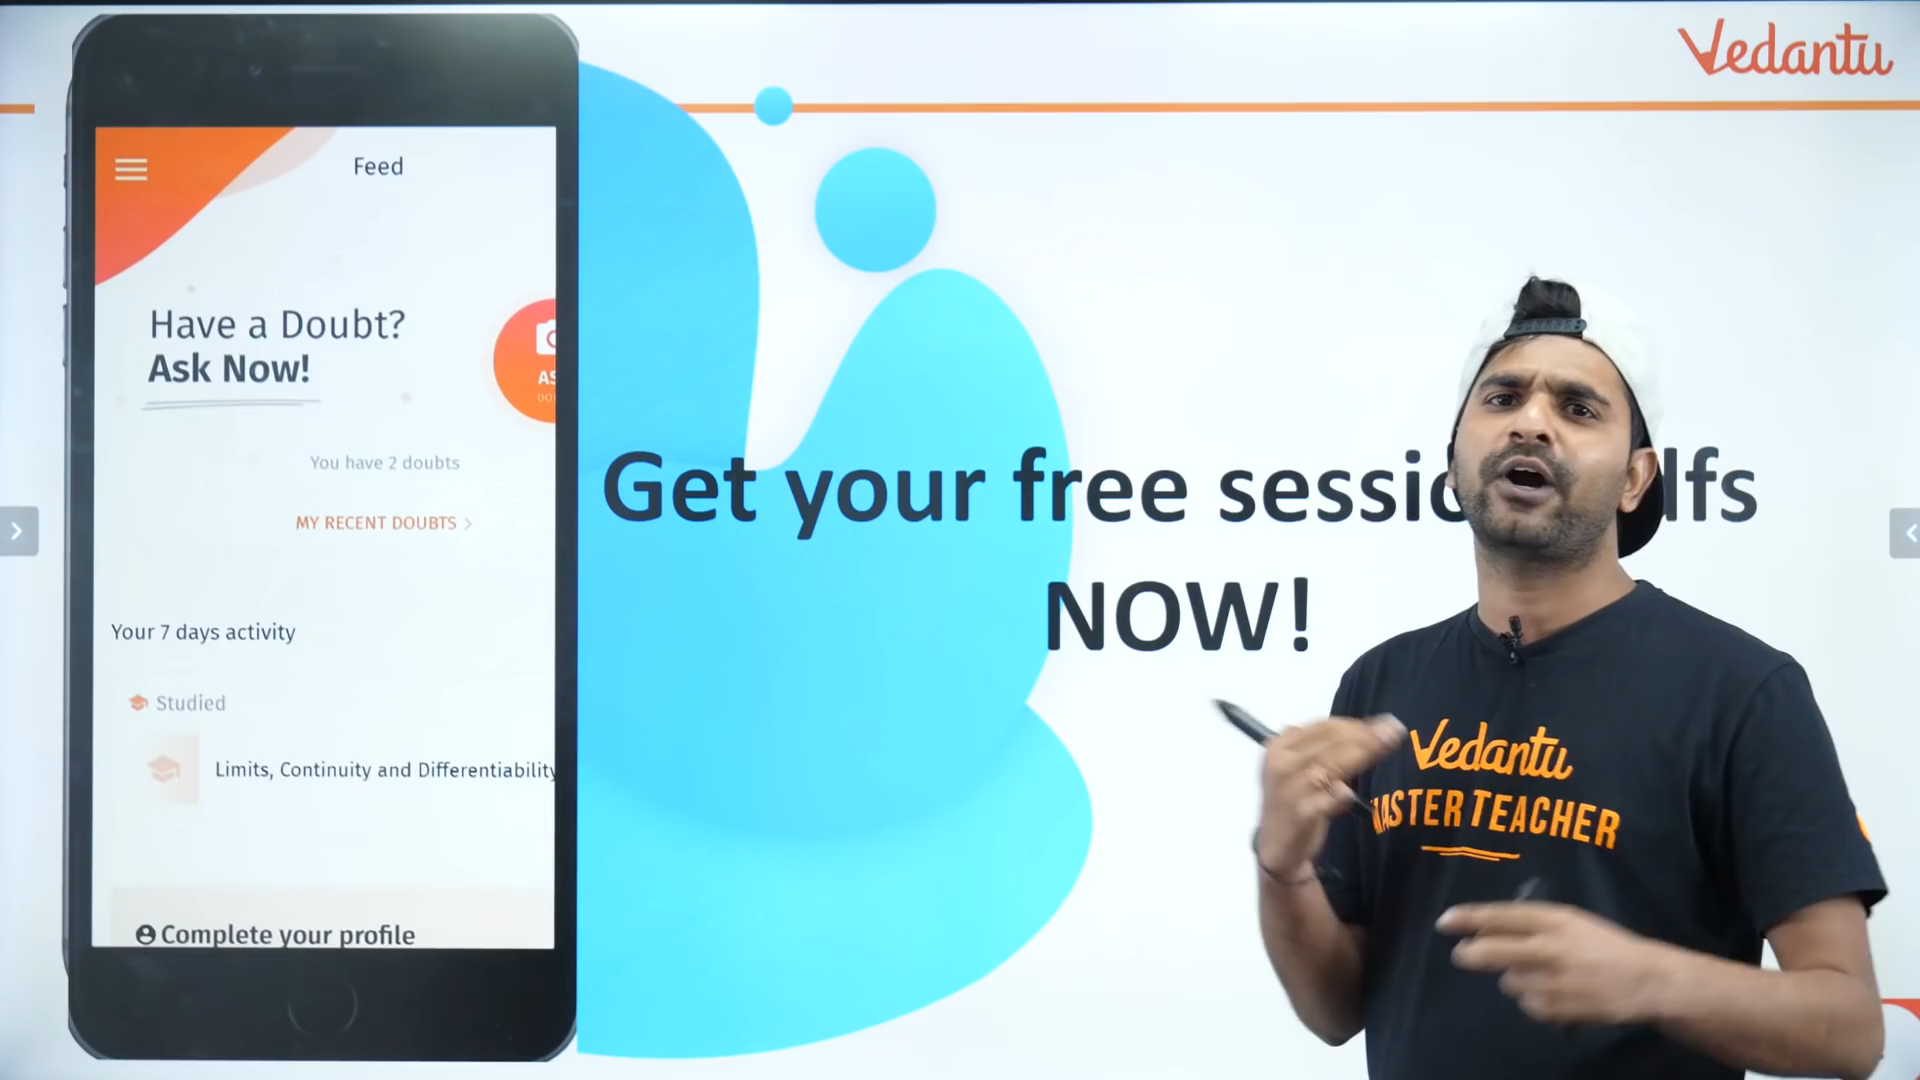 Vedantu
Feed
Have a Doubt?
Ask Now!
You have 2 doubts
MY RECENT DOUBTS
Your 7 days activity
Studied
Limits, Continuity and Differentiability
Complete your profile
Get your free
NOW!
Vedantu
MASTER TEACHER